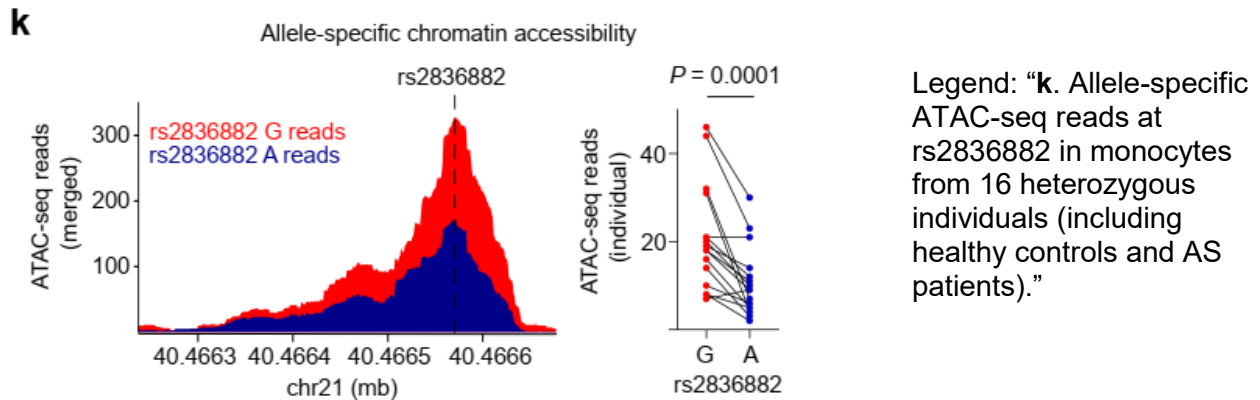 k
Allele-specific chromatin accessibility
rs2836882
rs2836882 G reads
rs2836882 A reads
ATAC-seq reads
(merged)
300
200
100
40.4663 40.4664 40.4665 40.4666
chr21 (mb)
P = 0.0001
ATAC-seq reads
(individual)
40
20
G A
rs2836882
Legend: “k. Allele-specific
ATAC-seq reads at
rs2836882 in monocytes
from 16 heterozygous
individuals (including
healthy controls and AS
patients).”